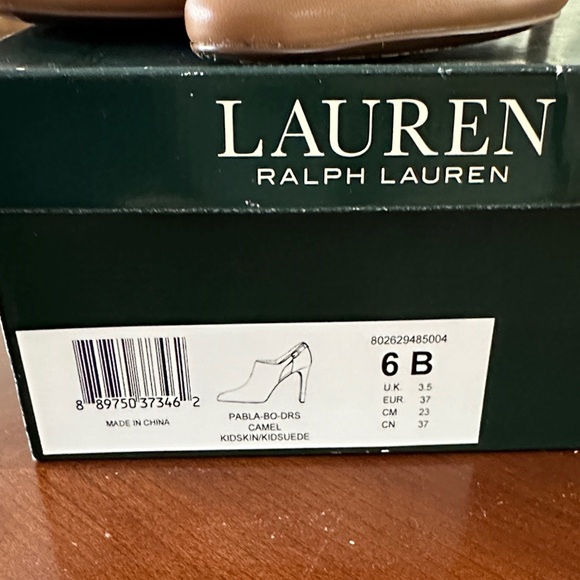 LAUREN
RALPH LAUREN
8 89750 37346 2
MADE IN CHINA
PABLA-BO-DRS
CAMEL
KIDSKIN/KIDSUEDE
802629485004
6 B
U.K. 3.5
EUR 37
CM 23
CN 37